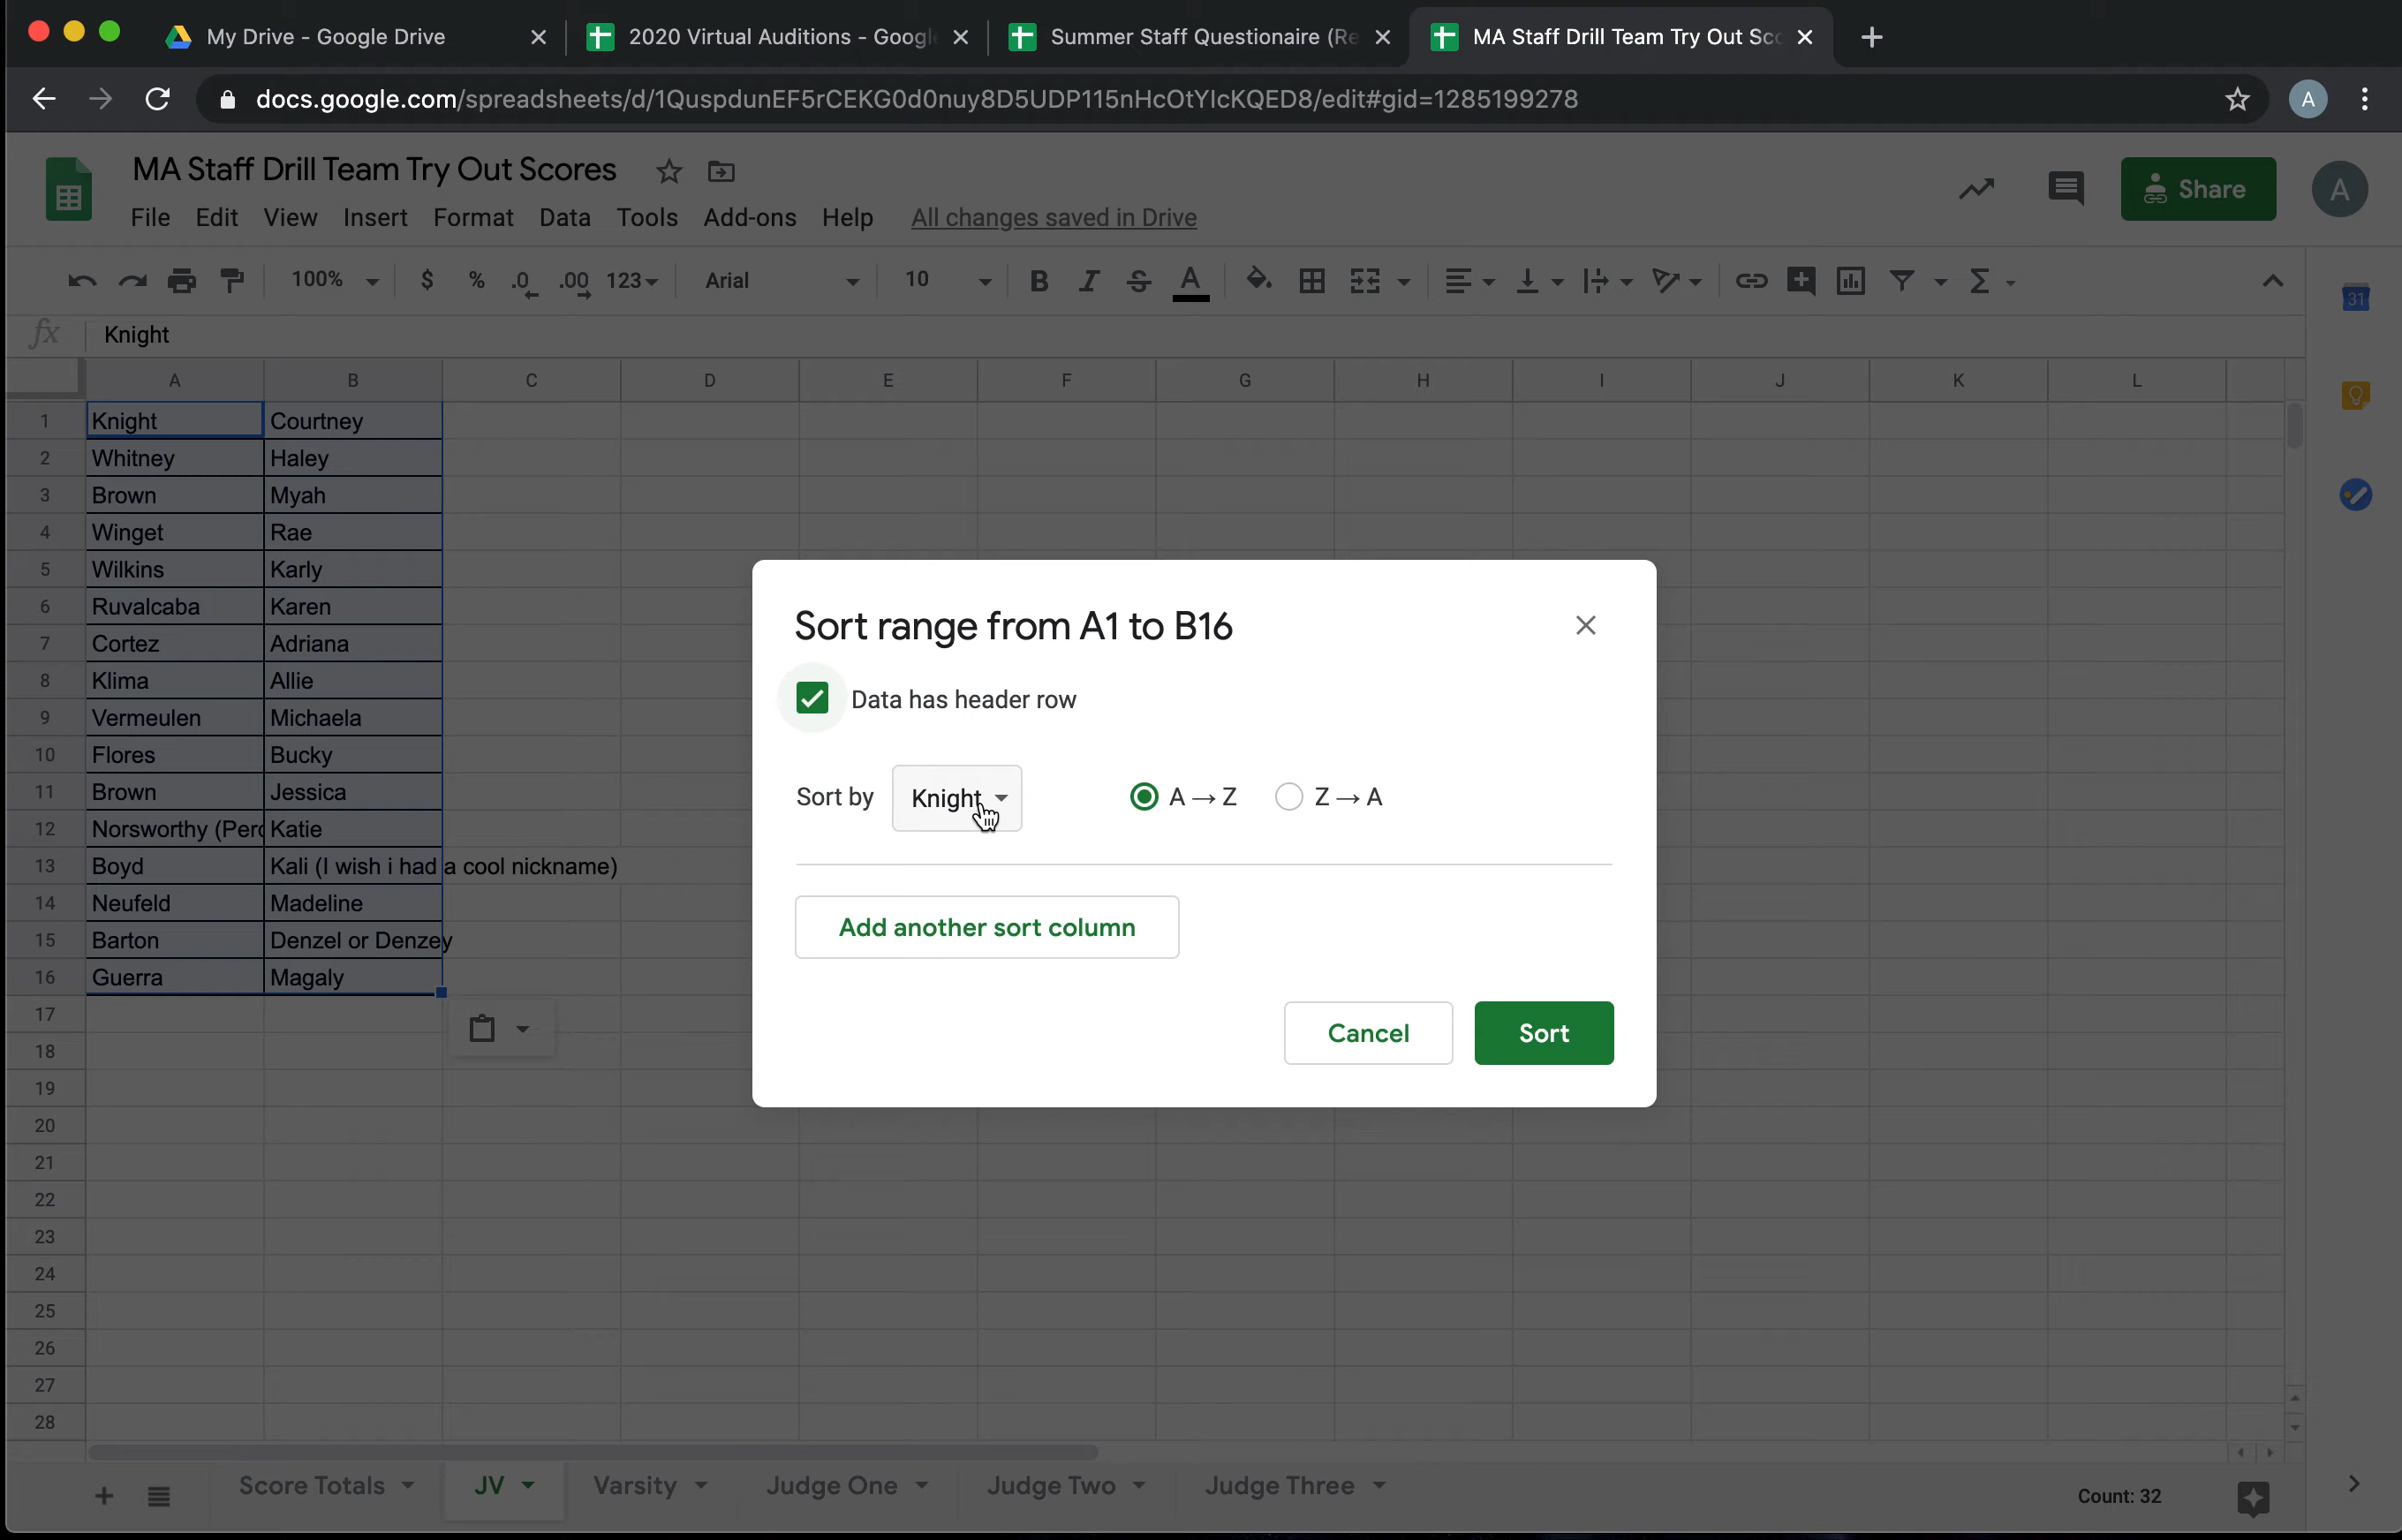 My Drive - Google Drive
2020 Virtual Auditions - Googl
Summer Staff Questionaire (Re
MA Staff Drill Team Try Out Sco
docs.google.com/spreadsheets/d/1QuspdunEF5rCEKG0d0nuy8D5UDP115nHcOtYIcKQED8/edit#gid=1285199278
A
MA Staff Drill Team Try Out Scores
File Edit View Insert Format Data Tools Add-ons Help All changes saved in Drive
Share
A
100% $ % .0 .00 123 Arial 10 B I S A
31
fx Knight
A B C D E F G H I J K L
1 Knight Courtney
2 Whitney Haley
3 Brown Myah
4 Winget Rae
5 Wilkins Karly
6 Ruvalcaba Karen
7 Cortez Adriana
8 Klima Allie
9 Vermeulen Michaela
10 Flores Bucky
11 Brown Jessica
12 Norsworthy (Perc Katie
13 Boyd Kali (I wish i had a cool nickname)
14 Neufeld Madeline
15 Barton Denzel or Denzey
16 Guerra Magaly
17
18
19
20
21
22
23
24
25
26
27
28
Sort range from A1 to B16
Data has header row
Sort by Knight A → Z Z → A
Add another sort column
Cancel Sort
Score Totals JV Varsity Judge One Judge Two Judge Three
Count: 32